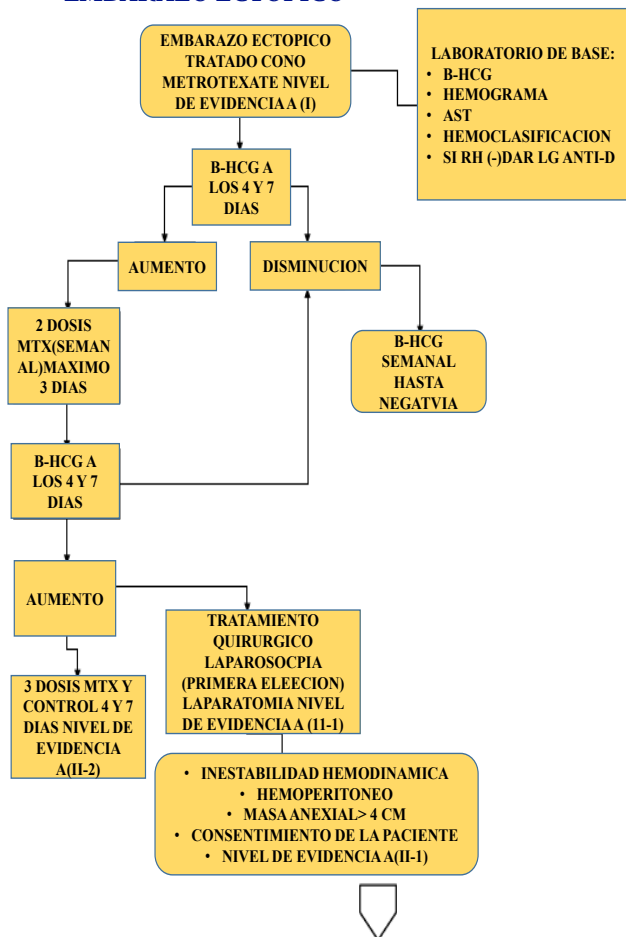 EMBARAZO ECTOPICO
EMBARAZO ECTOPICO
TRATADO CONO
METROTEXATE NIVEL
DE EVIDENCIA A (I)
LABORATORIO DE BASE:
• B-HCG
• HEMOGRAMA
• AST
• HEMOCLASIFICACION
• SI RH (-)DAR LG ANTI-D
B-HCG A
LOS 4 Y 7
DIAS
AUMENTO
DISMINUCION
2 DOSIS
MTX(SEMAN
AL)MAXIMO
3 DIAS
B-HCG
SEMANAL
HASTA
NEGATVIA
B-HCG A
LOS 4 Y 7
DIAS
AUMENTO
TRATAMIENTO
QUIRURGICO
LAPAROSOCPIA
(PRIMERA ELEECION)
LAPARATOMIA NIVEL
DE EVIDENCIA A (11-1)
3 DOSIS MTX Y
CONTROL 4 Y 7
DIAS NIVEL DE
EVIDENCIA
A(II-2)
• INESTABILIDAD HEMODINAMICA
• HEMOPERITONEO
• MASA ANEXIAL> 4 CM
• CONSENTIMIENTO DE LA PACIENTE
• NIVEL DE EVIDENCIA A(II-1)